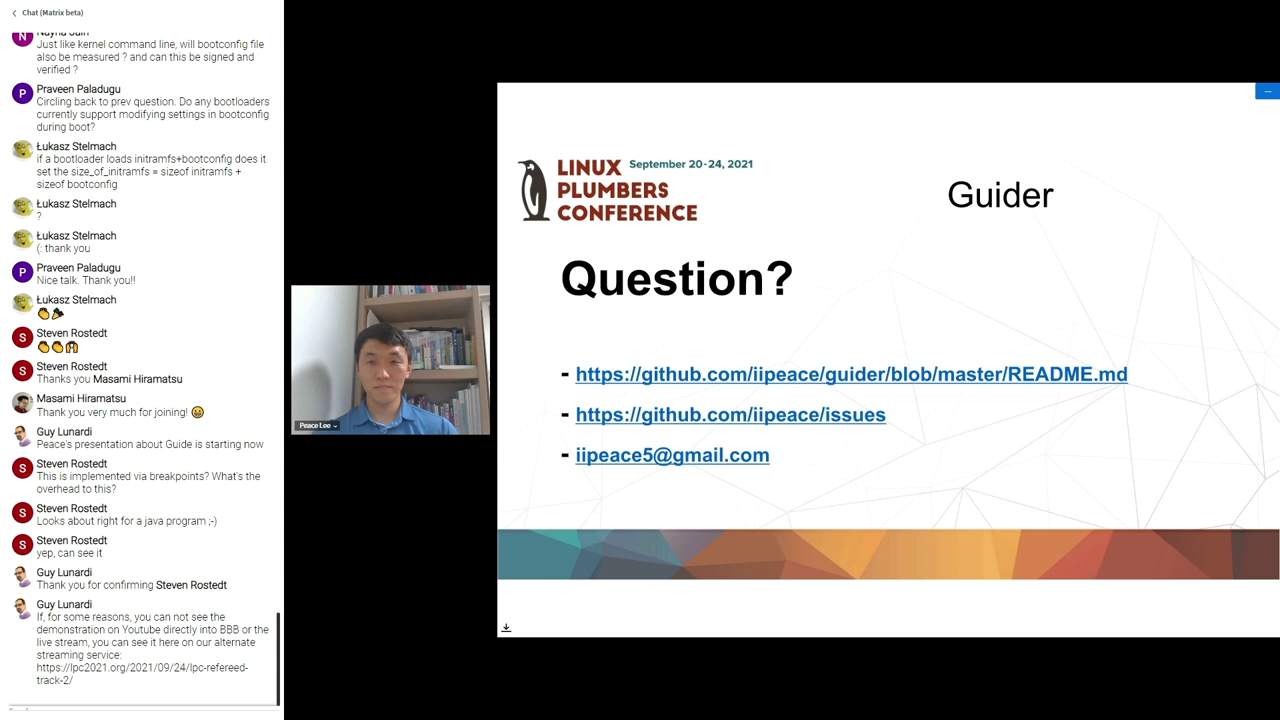 Chat (Matrix beta)
Nayna Jain
Just like kernel command line, will bootconfig file
also be measured ? and can this be signed and
verified ?
Praveen Paladugu
Circling back to prev question. Do any bootloaders
currently support modifying settings in bootconfig
during boot?
Łukasz Stelmach
if a bootloader loads initramfs+bootconfig does it
set the size_of_initramfs = sizeof initramfs +
sizeof bootconfig
Łukasz Stelmach
?
Łukasz Stelmach
(: thank you
Praveen Paladugu
Nice talk. Thank you!!
Łukasz Stelmach
👏🎉
Steven Rostedt
👏👏🙌
Steven Rostedt
Thanks you Masami Hiramatsu
Masami Hiramatsu
Thank you very much for joining! 😁
Guy Lunardi
Peace's presentation about Guide is starting now
Steven Rostedt
This is implemented via breakpoints? What's the
overhead to this?
Steven Rostedt
Looks about right for a java program ;-)
Steven Rostedt
yep, can see it
Guy Lunardi
Thank you for confirming Steven Rostedt
Guy Lunardi
If, for some reasons, you can not see the
demonstration on Youtube directly into BBB or the
live stream, you can see it here on our alternate
streaming service:
https://lpc2021.org/2021/09/24/lpc-refereed-
track-2/
N
P
P
S
S
S
S
S
Peace Lee
LINUX
PLUMBERS
CONFERENCE
September 20-24, 2021
Guider
Question?
- https://github.com/iipeace/guider/blob/master/README.md
- https://github.com/iipeace/issues
- iipeace5@gmail.com